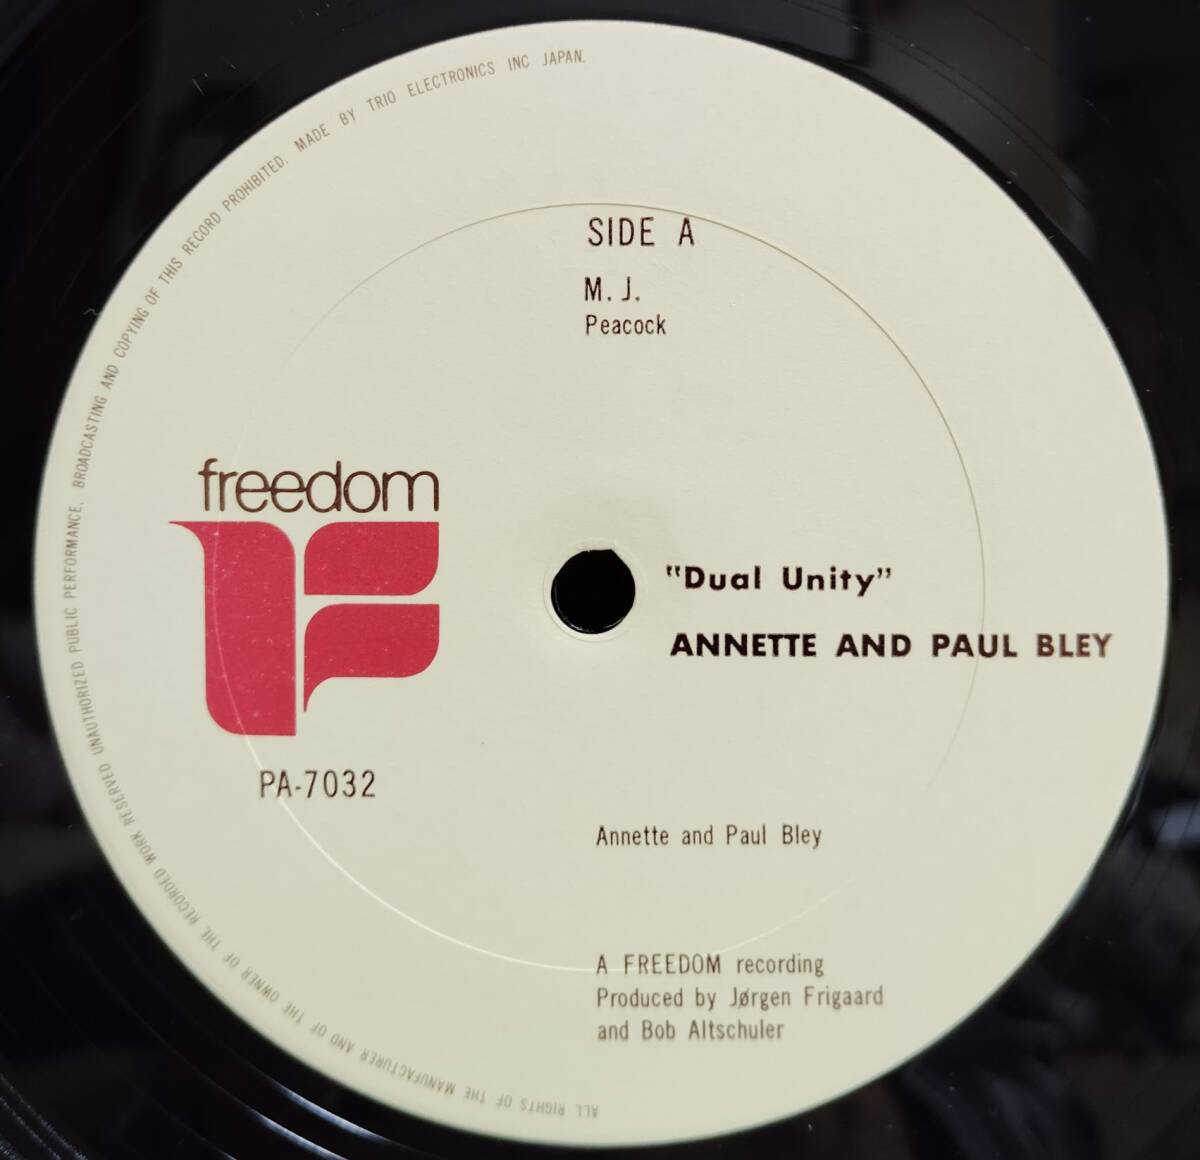 ALL RIGHTS OF THE MANUFACTURER AND OF THE OWNER OF THE RECORDED WORK RESERVED UNAUTHORIZED PUBLIC PERFORMANCE, BROADCASTING AND COPYING OF THIS RECORD PROHIBITED. MADE BY TRIO ELECTRONICS INC JAPAN.
SIDE A
M. J.
Peacock
freedom
"Dual Unity"
ANNETTE AND PAUL BLEY
PA-7032
Annette and Paul Bley
A FREEDOM recording
Produced by Jørgen Frigaard
and Bob Altschuler